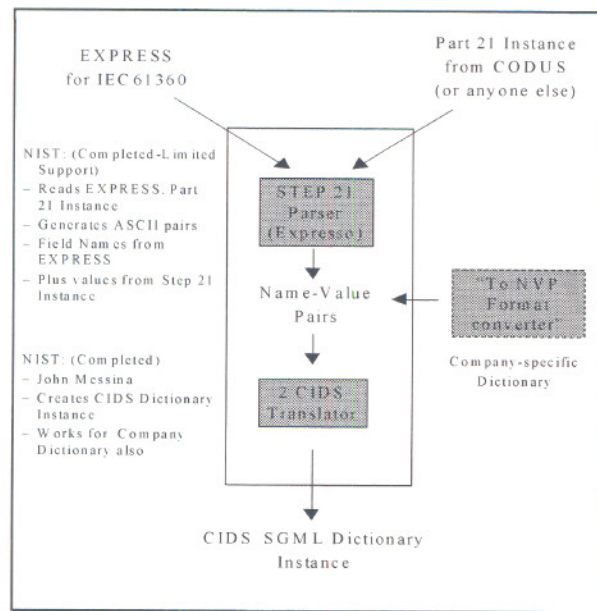 EXPRESS
for IEC61360
Part 21 Instance
from CODUS
(or anyone else)
NIST: (Completed-Limited
Support)
– Reads EXPRESS, Part
21 Instance
– Generates ASCII pairs
– Field Names from
EXPRESS
– Plus values from Step 21
Instance
STEP 21
Parser
(Expresso)
Name-Value
Pairs
"To NVP
Format
converter"
Company-specific
Dictionary
NIST: (Completed)
– John Messina
– Creates CIDS Dictionary
Instance
– Works for Company
Dictionary also
2 CIDS
Translator
CIDS SGML Dictionary
Instance